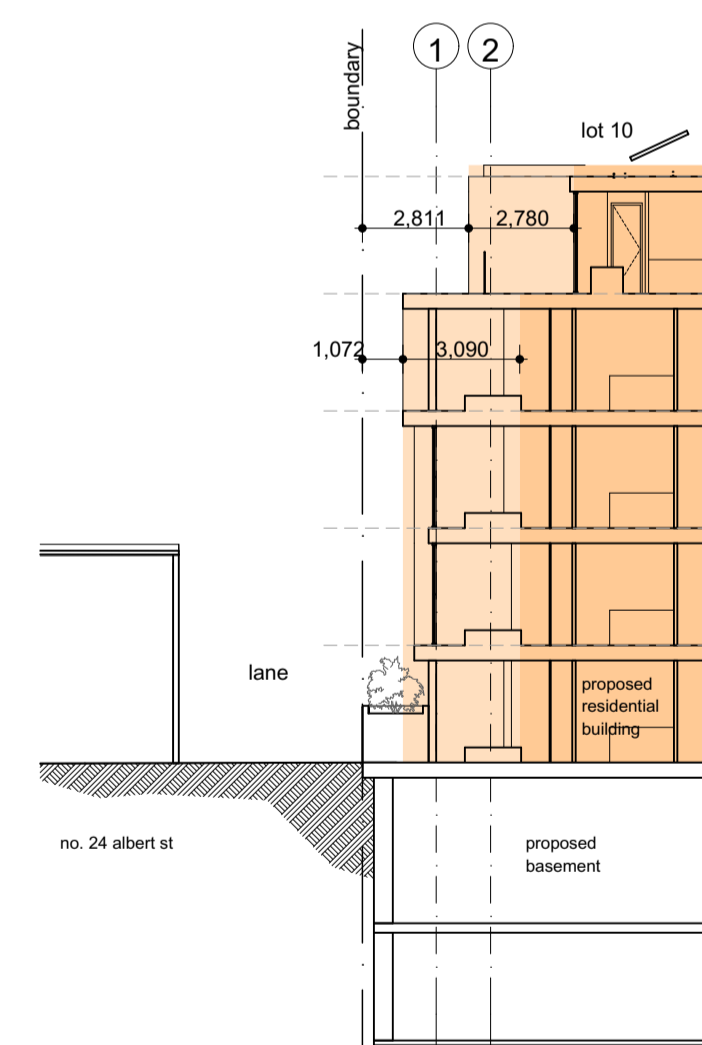 boundary
1
2
lot 10
2,811
2,780
1,072
3,090
lane
proposed
residential
building
no. 24 albert st
proposed
basement